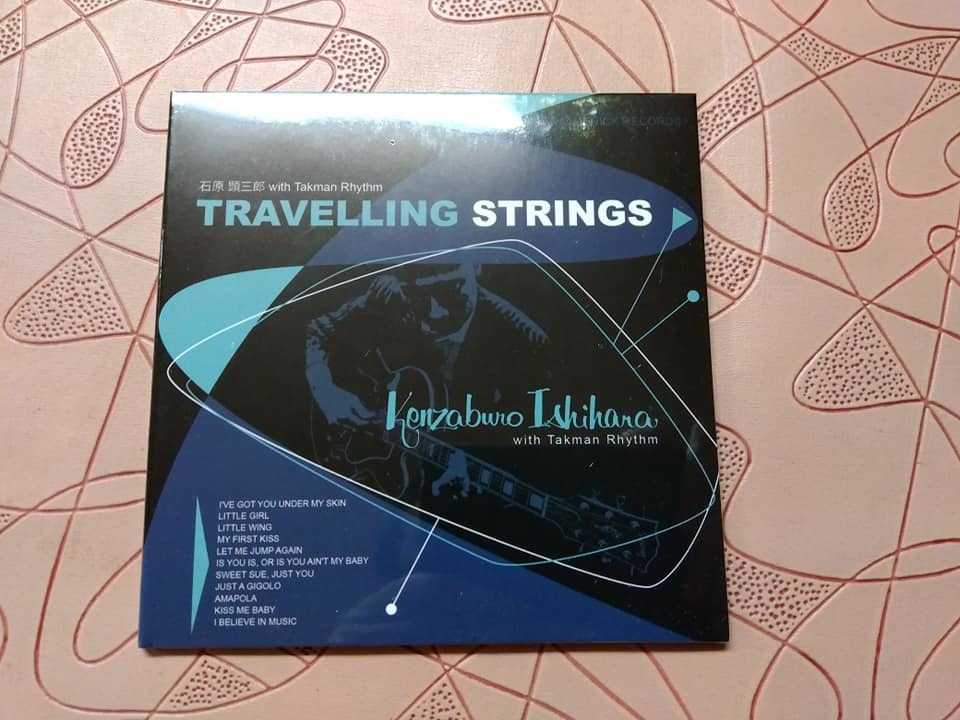 RECORDS
石原 顕三郎 with Takman Rhythm
TRAVELLING STRINGS
Kenzaburo Ishihara
with Takman Rhythm
I'VE GOT YOU UNDER MY SKIN
LITTLE GIRL
LITTLE WING
MY FIRST KISS
LET ME JUMP AGAIN
IS YOU IS, OR IS YOU AIN'T MY BABY
SWEET SUE, JUST YOU
JUST A GIGOLO
AMAPOLA
KISS ME BABY
I BELIEVE IN MUSIC